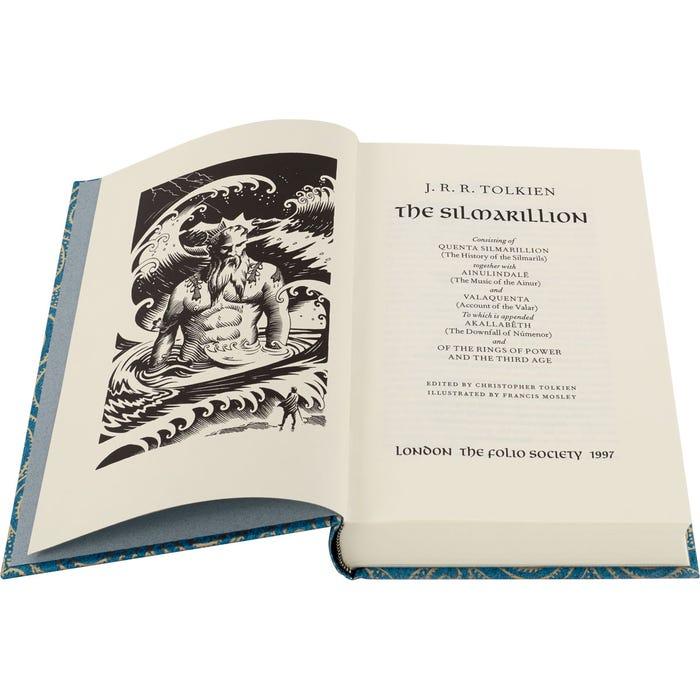 J. R. R. TOLKIEN
THE SILMARILLION
Consisting of
QUENTA SILMARILLION
(The History of the Silmarils)
together with
AINULINDALË
(The Music of the Ainur)
and
VALAQUENTA
(Account of the Valar)
To which is appended
AKALLABÊTH
(The Downfall of Númenor)
and
OF THE RINGS OF POWER
AND THE THIRD AGE
EDITED BY CHRISTOPHER TOLKIEN
ILLUSTRATED BY FRANCIS MOSLEY
LONDON THE FOLIO SOCIETY 1997